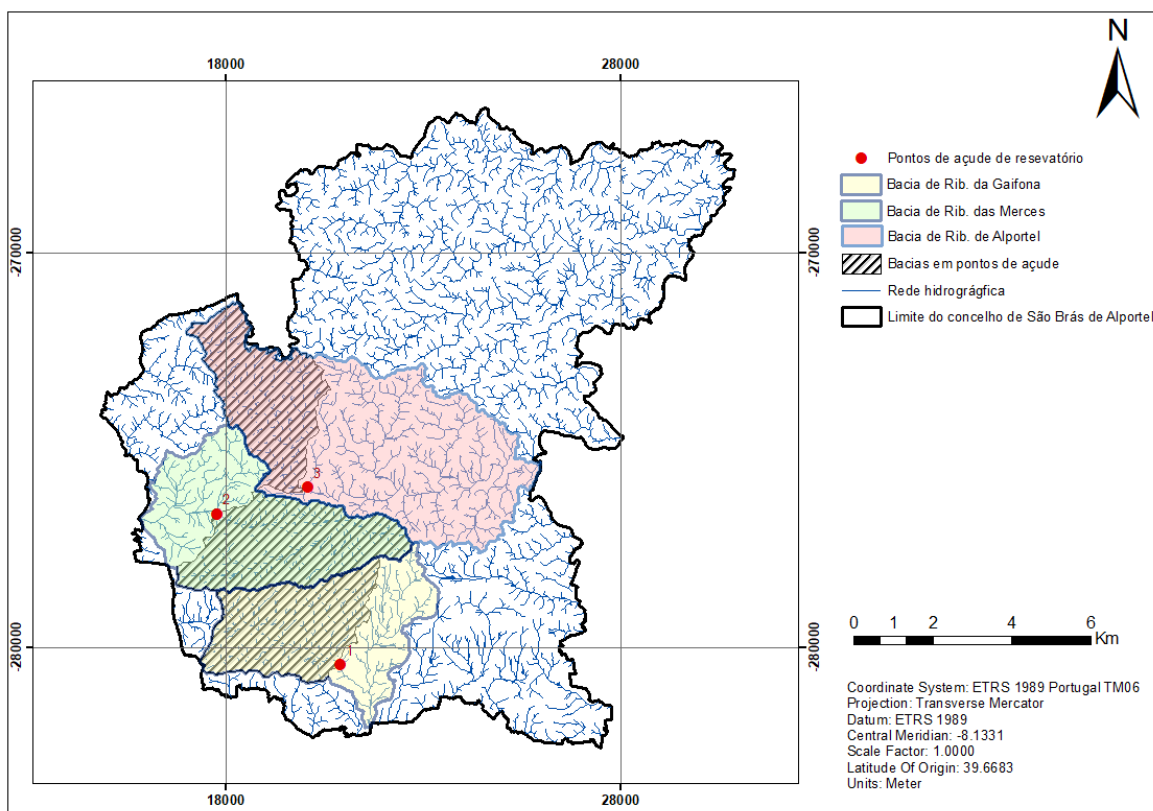 N
18000
28000
-270000
-270000
-280000
-280000
18000
28000
3
2
1
Pontos de açude de resevatório
Bacia de Rib. da Gaifona
Bacia de Rib. das Merces
Bacia de Rib. de Alportel
Bacias em pontos de açude
Rede hidrográgfica
Limite do concelho de São Brás de Alportel
0 1 2 4 6
Km
Coordinate System: ETRS 1989 Portugal TM06
Projection: Transverse Mercator
Datum: ETRS 1989
Central Meridian: -8.1331
Scale Factor: 1.0000
Latitude Of Origin: 39.6683
Units: Meter